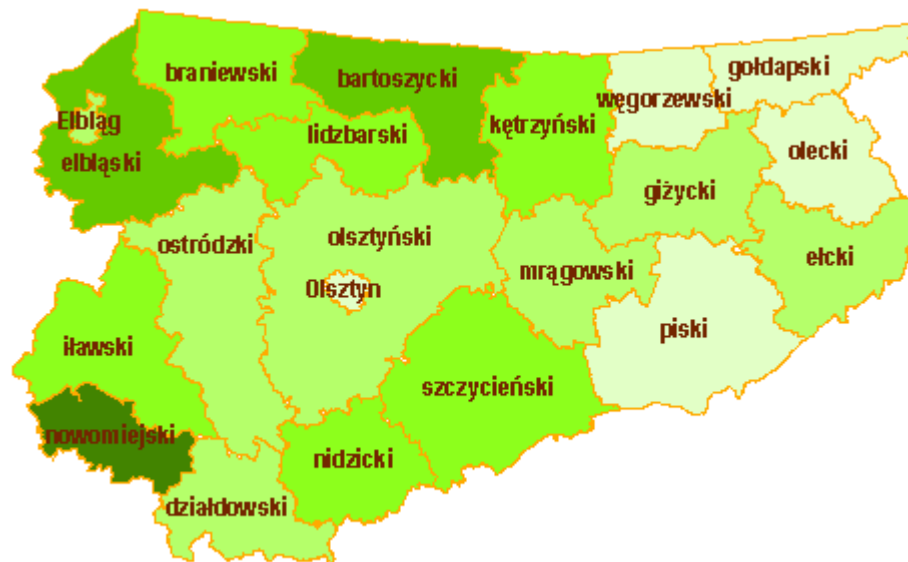 gołdapski
braniewski
bartoszycki
węgorzewski
Elbląg
kętrzyński
lidzbarski
olecki
elbląski
giżycki
ostródzki
olsztyński
ełcki
mrągowski
Olsztyn
piski
iławski
szczycieński
nowomiejski
nidzicki
działdowski